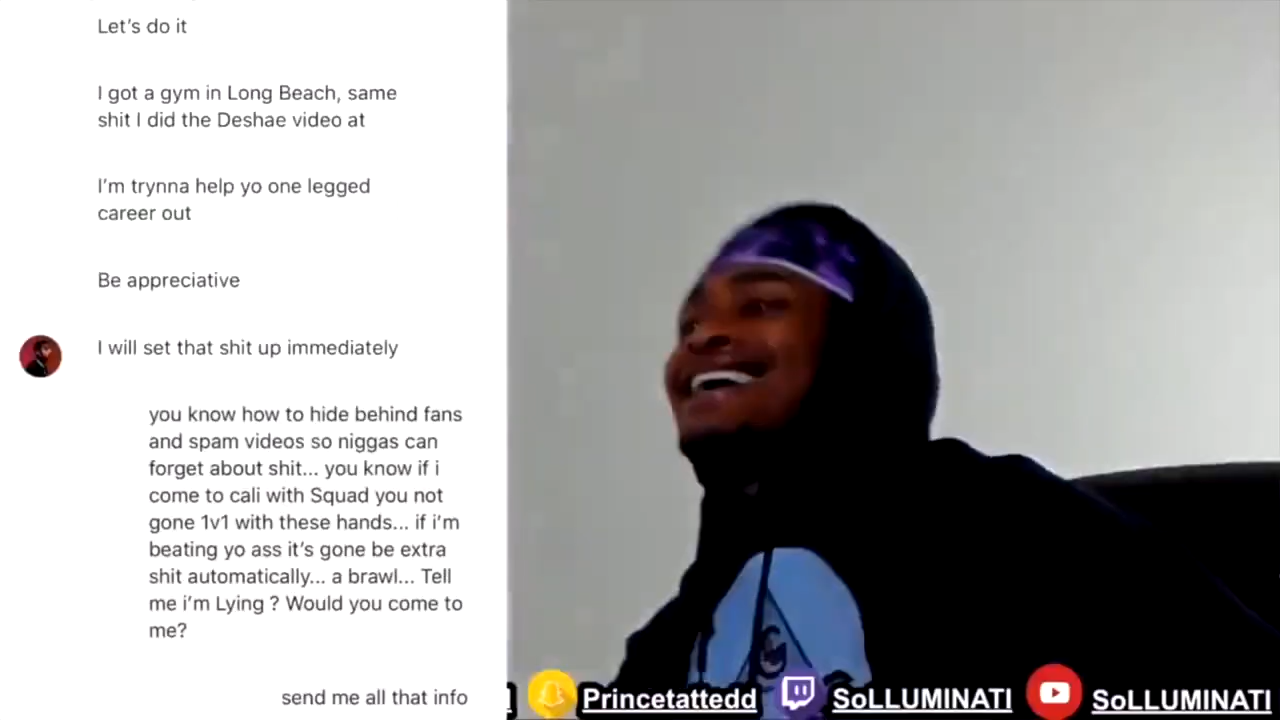 Let's do it
I got a gym in Long Beach, same
shit I did the Deshae video at
I'm trynna help yo one legged
career out
Be appreciative
I will set that shit up immediately
you know how to hide behind fans
and spam videos so niggas can
forget about shit... you know if i
come to cali with Squad you not
gone 1v1 with these hands... if i'm
beating yo ass it's gone be extra
shit automatically... a brawl... Tell
me i'm Lying ? Would you come to
me?
send me all that info
Princetattedd SoLLUMINATI SoLLUMINATI